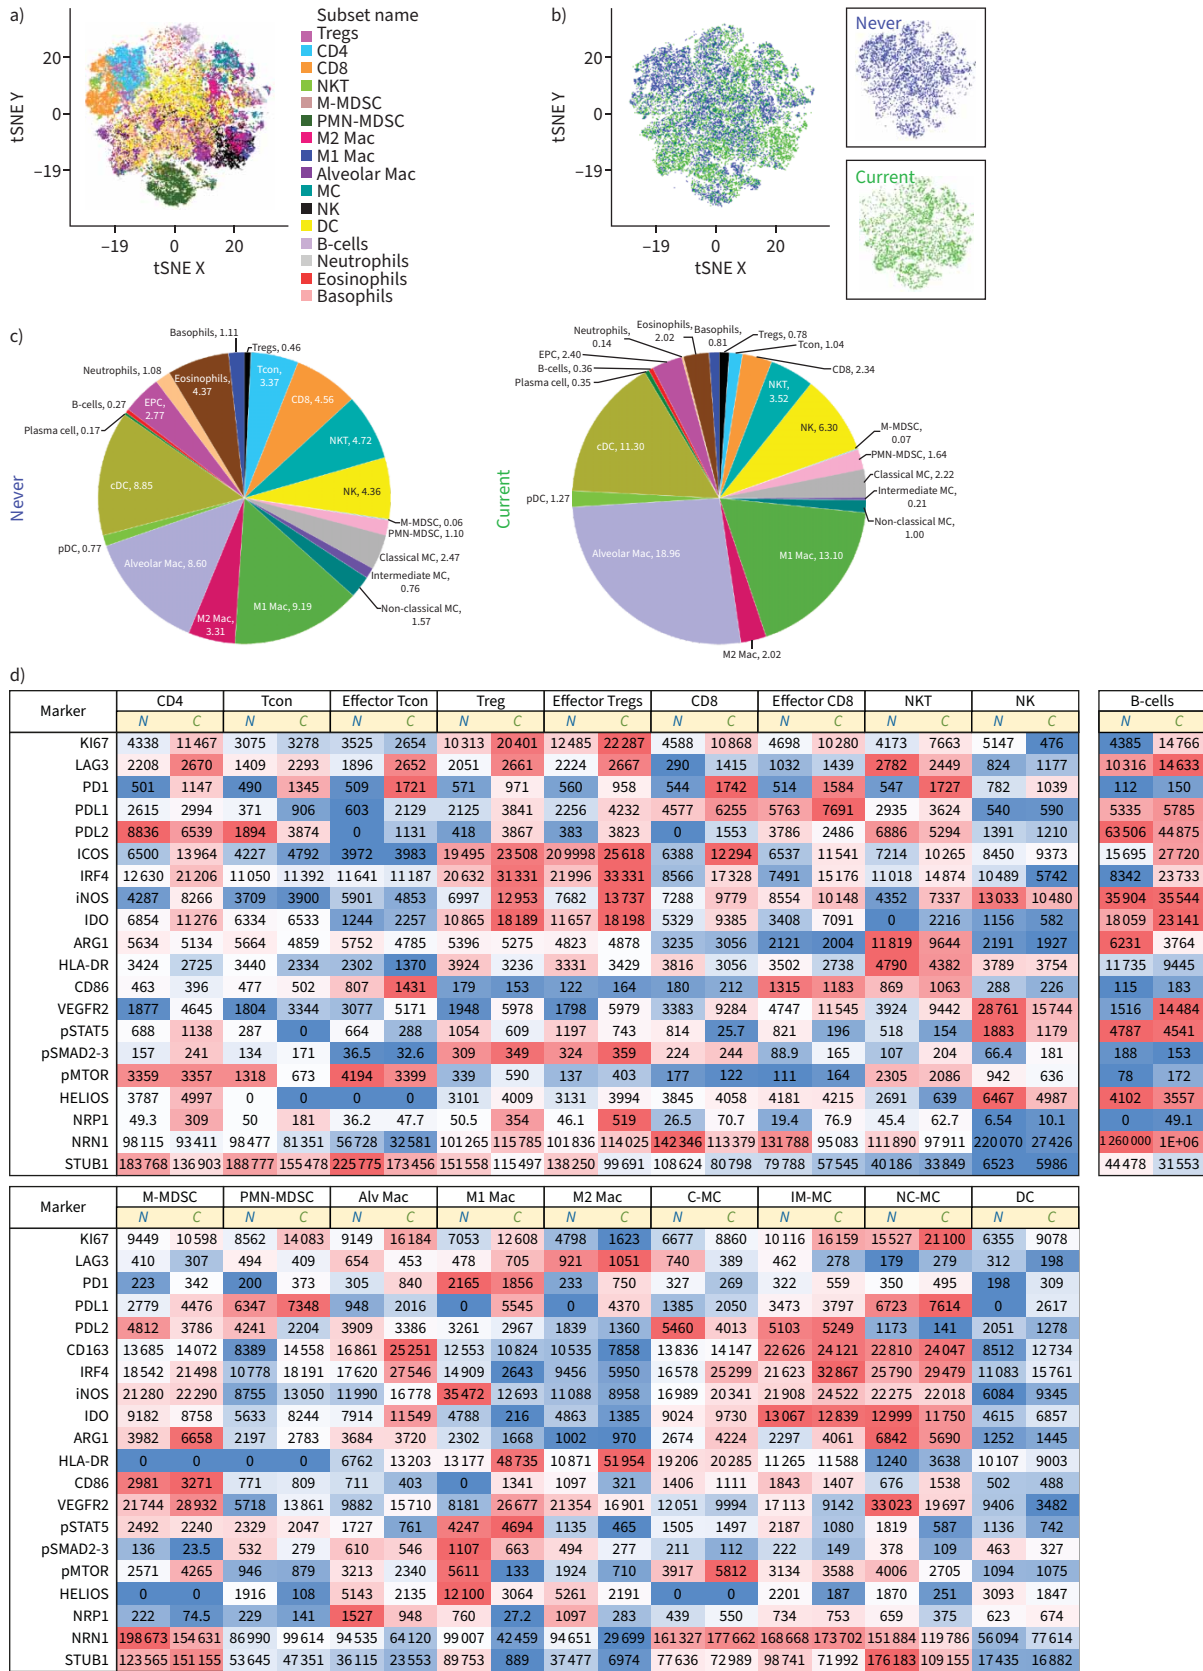 a)
Subset name
Tregs
CD4
CD8
NKT
M-MDSC
PMN-MDSC
M2 Mac
M1 Mac
Alveolar Mac
MC
NK
DC
B-cells
Neutrophils
Eosinophils
Basophils
tSNE Y
20
0
−19
−19 0 20
tSNE X
b)
tSNE Y
20
0
−19
−19 0 20
tSNE X
Never
Current
c)
Never
Basophils, 1.11
Tregs, 0.46
Tcon, 3.37
CD8, 4.56
NKT, 4.72
NK, 4.36
M-MDSC, 0.06
PMN-MDSC, 1.10
Classical MC, 2.47
Intermediate MC, 0.76
Non-classical MC, 1.57
M1 Mac, 9.19
M2 Mac, 3.31
Alveolar Mac, 8.60
pDC, 0.77
cDC, 8.85
Plasma cell, 0.17
B-cells, 0.27
EPC, 2.77
Neutrophils, 1.08
Eosinophils, 4.37
Current
Basophils, 0.81
Tregs, 0.78
Tcon, 1.04
CD8, 2.34
NKT, 3.52
NK, 6.30
M-MDSC, 0.07
PMN-MDSC, 1.64
Classical MC, 2.22
Intermediate MC, 0.21
Non-classical MC, 1.00
M1 Mac, 13.10
M2 Mac, 2.02
Alveolar Mac, 18.96
pDC, 1.27
cDC, 11.30
Plasma cell, 0.35
B-cells, 0.36
EPC, 2.40
Neutrophils, 0.14
Eosinophils, 2.02
d)
Marker CD4 Tcon Effector Tcon Treg Effector Tregs CD8 Effector CD8 NKT NK B-cells
N C N C N C N C N C N C N C N C N C N C
KI67 4338 11467 3075 3278 3525 2654 10313 20401 12485 22287 4588 10868 4698 10280 4173 7663 5147 476 4385 14766
LAG3 2208 2670 1409 2293 1896 2652 2051 2661 2224 2667 290 1415 1032 1439 2782 2449 824 1177 10316 14633
PD1 501 1147 490 1345 509 1721 571 971 560 958 544 1742 514 1584 547 1727 782 1039 112 150
PDL1 2615 2994 371 906 603 2129 2125 3841 2256 4232 4577 6255 5763 7691 2935 3624 540 590 5335 5785
PDL2 8836 6539 1894 3874 0 1131 418 3867 383 3823 0 1553 3786 2486 6886 5294 1391 1210 63506 44875
ICOS 6500 13964 4227 4792 3972 3983 19495 23508 209998 25618 6388 12294 6537 11541 7214 10265 8450 9373 15695 27720
IRF4 12630 21206 11050 11392 11641 11187 20632 31331 21996 33331 8566 17328 7491 15176 11018 14874 10489 5742 8342 23733
iNOS 4287 8266 3709 3900 5901 4853 6997 12953 7682 13737 7288 9779 8554 10148 4352 7337 13033 10480 35904 35544
IDO 6854 11276 6334 6533 1244 2257 10865 18189 11657 18198 5329 9385 3408 7091 0 2216 1156 582 18059 23141
ARG1 5634 5134 5664 4859 5752 4785 5396 5275 4823 4878 3235 3056 2121 2004 11819 9644 2191 1927 6231 3764
HLA-DR 3424 2725 3440 2334 2302 1370 3924 3236 3331 3429 3816 3056 3502 2738 4790 4382 3789 3754 11735 9445
CD86 463 396 477 502 807 1431 179 153 122 164 180 212 1315 1183 869 1063 288 226 115 183
VEGFR2 1877 4645 1804 3344 3077 5171 1948 5978 1798 5979 3383 9284 4747 11545 3924 9442 28761 15744 1516 14484
pSTAT5 688 1138 287 0 664 288 1054 609 1197 743 814 25.7 821 196 518 154 1883 1179 4787 4541
pSMAD2-3 157 241 134 171 36.5 32.6 309 349 324 359 224 244 88.9 165 107 204 66.4 181 188 153
pMTOR 3359 3357 1318 673 4194 3399 339 590 137 403 177 122 111 164 2305 2086 942 636 78 172
HELIOS 3787 4997 0 0 0 0 3101 4009 3131 3994 3845 4058 4181 4215 2691 639 6467 4987 4102 3557
NRP1 49.3 309 50 181 36.2 47.7 50.5 354 46.1 519 26.5 70.7 19.4 76.9 45.4 62.7 6.54 10.1 0 49.1
NRN1 98115 93411 98477 81351 56728 32581 101265 115785 101836 114025 142346 113379 131788 95083 111890 97911 220070 27426 1260000 1E+06
STUB1 183768 136903 188777 155478 225775 173456 151558 115497 138250 99691 108624 80798 79788 57545 40186 33849 6523 5986 44478 31553
Marker M-MDSC PMN-MDSC Alv Mac M1 Mac M2 Mac C-MC IM-MC NC-MC DC
N C N C N C N C N C N C N C N C N C
KI67 9449 10598 8562 14083 9149 16184 7053 12608 4798 1623 6677 8860 10116 16159 15527 21100 6355 9078
LAG3 410 307 494 409 654 453 478 705 921 1051 740 389 462 278 179 279 312 198
PD1 223 342 200 373 305 840 2165 1856 233 750 327 269 322 559 350 495 198 309
PDL1 2779 4476 6347 7348 948 2016 0 5545 0 4370 1385 2050 3473 3797 6723 7614 0 2617
PDL2 4812 3786 4241 2204 3909 3386 3261 2967 1839 1360 5460 4013 5103 5249 1173 141 2051 1278
CD163 13685 14072 8389 14558 16861 25251 12553 10824 10535 7858 13836 14147 22626 24121 22810 24047 8512 12734
IRF4 18542 21498 10778 18191 17620 27546 14909 2643 9456 5950 16578 25299 21623 32867 25790 29479 11083 15761
iNOS 21280 22290 8755 13050 11990 16778 35472 12693 11088 8958 16989 20341 21908 24522 22275 22018 6084 9345
IDO 9182 8758 5633 8244 7914 11549 4788 216 4863 1385 9024 9730 13067 12839 12999 11750 4615 6857
ARG1 3982 6658 2197 2783 3684 3720 2302 1668 1002 970 2674 4224 2297 4061 6842 5690 1252 1445
HLA-DR 0 0 0 0 6762 13203 13177 48735 10871 51954 19206 20285 11265 11588 1240 3638 10107 9003
CD86 2981 3271 771 809 711 403 0 1341 1097 321 1406 1111 1843 1407 676 1538 502 488
VEGFR2 21744 28932 5718 13861 9882 15710 8181 26677 21354 16901 12051 9994 17113 9142 33023 19697 9406 3482
pSTAT5 2492 2240 2329 2047 1727 761 4247 4694 1135 465 1505 1497 2187 1080 1819 587 1136 742
pSMAD2-3 136 23.5 532 279 610 546 1107 663 494 277 211 112 222 149 378 109 463 327
pMTOR 2571 4265 946 879 3213 2340 5611 133 1924 710 3917 5812 3134 3588 4006 2705 1094 1075
HELIOS 0 0 1916 108 5143 2135 12100 3064 5261 2191 0 0 2201 187 1870 251 3093 1847
NRP1 222 74.5 229 141 1527 948 760 27.2 1097 283 439 550 734 753 659 375 623 674
NRN1 198673 154631 86990 99614 94535 64120 99007 42459 94651 29699 161327 177662 168668 173702 151884 119786 56094 77614
STUB1 123565 151155 53645 47351 36115 23553 89753 889 37477 6974 77636 72989 98741 71992 176183 109155 17435 16882